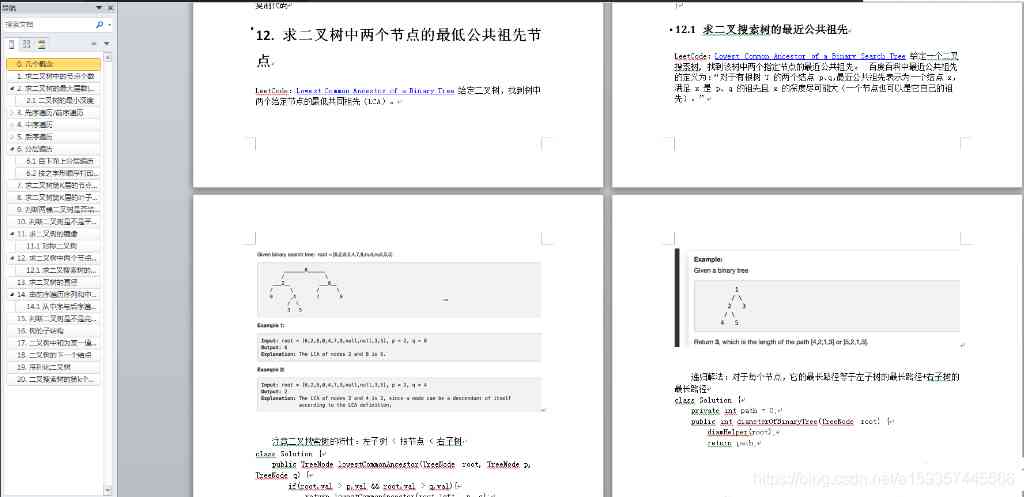 导航
搜索文档
0. 几个概念
1. 求二叉树中的节点个数
2. 求二叉树的最大层数(...
2.1 二叉树的最小深度
3. 先序遍历/前序遍历
4. 中序遍历
5. 后序遍历
6. 分层遍历
6.1 自下而上分层遍历
6.2 按之字形顺序打印...
7. 求二叉树第K层的节点...
8. 求二叉树第K层的叶子...
9. 判断两棵二叉树是否结...
10. 判断二叉树是不是平...
11. 求二叉树的镜像
11.1 对称二叉树
12. 求二叉树中两个节点...
12.1 求二叉搜索树的...
13. 求二叉树的直径
14. 由前序遍历序列和中...
14.1 从中序与后序遍...
15. 判断二叉树是不是完...
16. 树的子结构
17. 二叉树中和为某一值...
18. 二叉树的下一个结点
19. 序列化二叉树
20. 二叉搜索树的第k个...
12. 求二叉树中两个节点的最低公共祖先节
点
LeetCode: Lowest Common Ancestor of a Binary Tree 给定二叉树，找到树中
两个给定节点的最低共同祖先（LCA）。
12.1 求二叉搜索树的最近公共祖先
LeetCode: Lowest Common Ancestor of a Binary Search Tree 给定一个二叉
搜索树, 找到该树中两个指定节点的最近公共祖先。 百度百科中最近公共祖先
的定义为：“对于有根树 T 的两个结点 p、q,最近公共祖先表示为一个结点 x,
满足 x 是 p、q 的祖先且 x 的深度尽可能大（一个节点也可以是它自己的祖
先）。”
Given binary search tree: root = [6,2,8,0,4,7,9,null,null,3,5]
Example 1:
Input: root = [6,2,8,0,4,7,9,null,null,3,5], p = 2, q = 8
Output: 6
Explanation: The LCA of nodes 2 and 8 is 6.
Example 2:
Input: root = [6,2,8,0,4,7,9,null,null,3,5], p = 2, q = 4
Output: 2
Explanation: The LCA of nodes 2 and 4 is 2, since a node can be a descendant of itself
according to the LCA definition.
注意二叉搜索树的特性：左子树 < 根节点 < 右子树
class Solution {
public TreeNode lowestCommonAncestor(TreeNode root, TreeNode p,
TreeNode q) {
if(root.val > p.val && root.val > q.val){
return lowestCommonAncestor(root.left, p, q);
Example:
Given a binary tree
1
/ \
2 3
/ \
4 5
Return 3, which is the length of the path [4,2,1,3] or [5,2,1,3].
递归解法：对于每个节点，它的最长路径等于左子树的最长路径+右子树的
最长路径
class Solution {
private int path = 0;
public int diameterOfBinaryTree(TreeNode root) {
diamHelper(root);
return path;